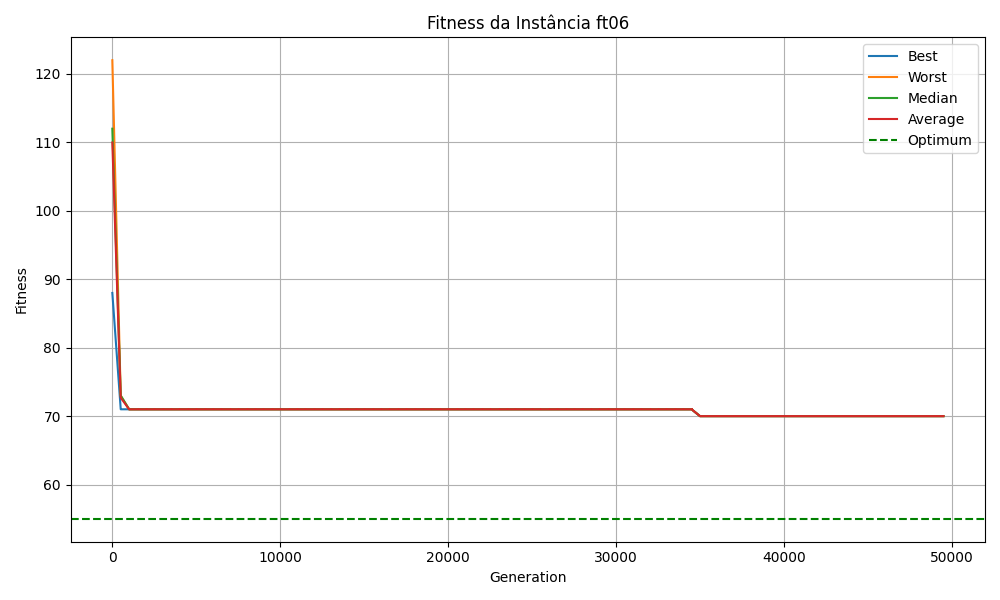 Fitness da Instância ft06
Best
Worst
Median
Average
Optimum
120
110
100
90
80
70
60
Fitness
0
10000
20000
30000
40000
50000
Generation